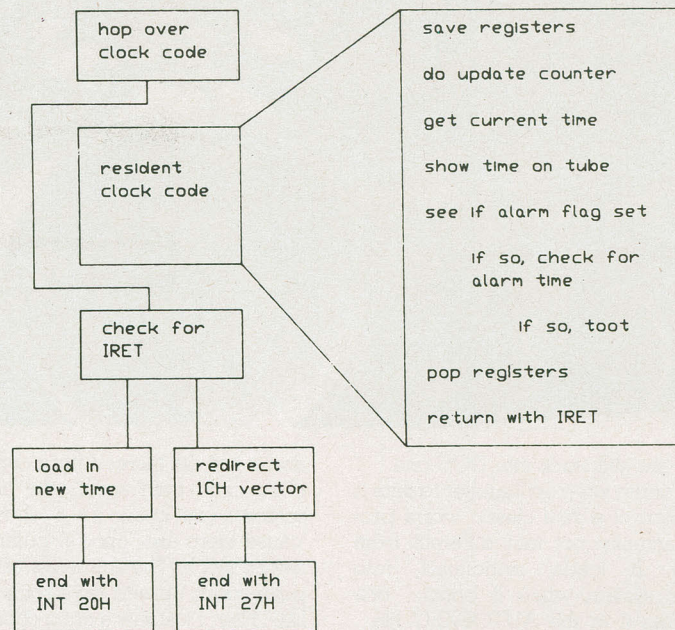 hop over
clock code
resident
clock code
check for
IRET
load in
new time
redirect
1CH vector
end with
INT 20H
end with
INT 27H
save registers
do update counter
get current time
show time on tube
see if alarm flag set
if so, check for
alarm time
if so, toot
pop registers
return with IRET